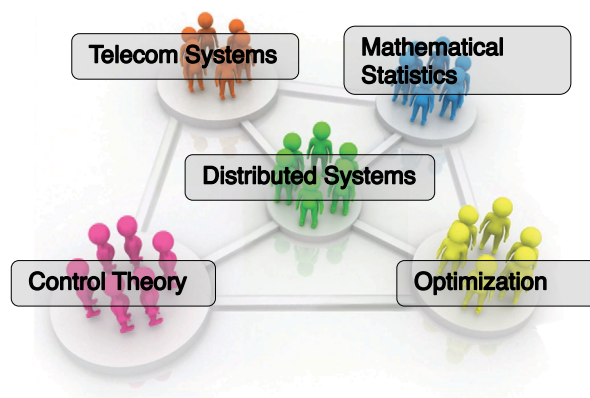 Telecom Systems
Mathematical
Statistics
Distributed Systems
Control Theory
Optimization